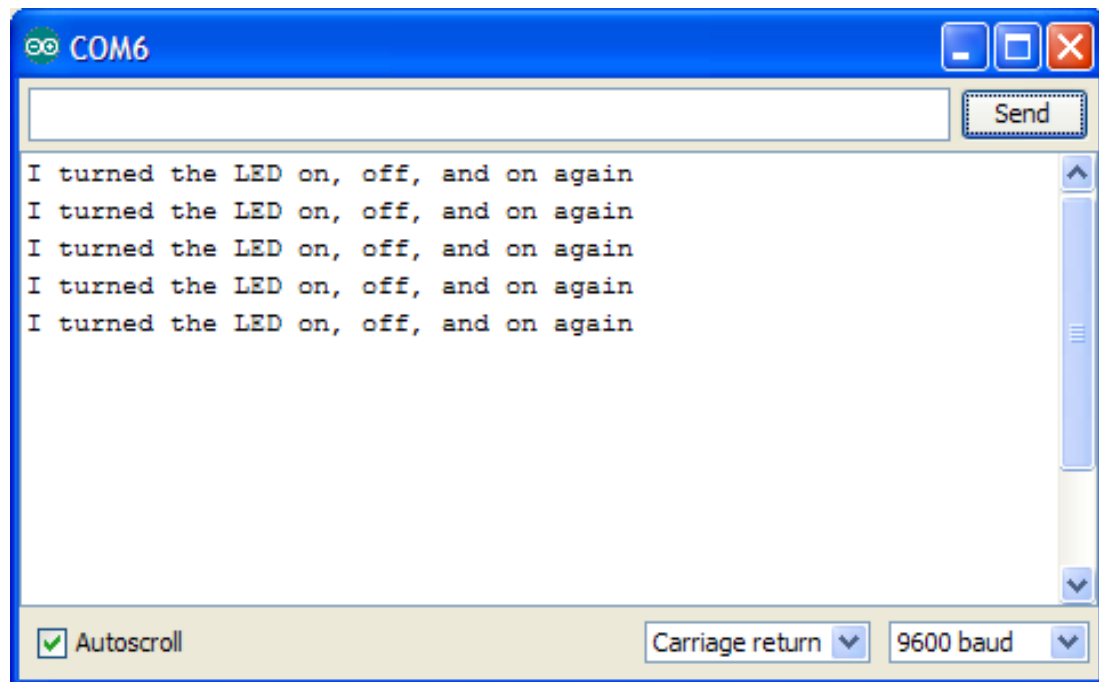 COM6
Send
I turned the LED on, off, and on again
I turned the LED on, off, and on again
I turned the LED on, off, and on again
I turned the LED on, off, and on again
I turned the LED on, off, and on again
Autoscroll
Carriage return
9600 baud